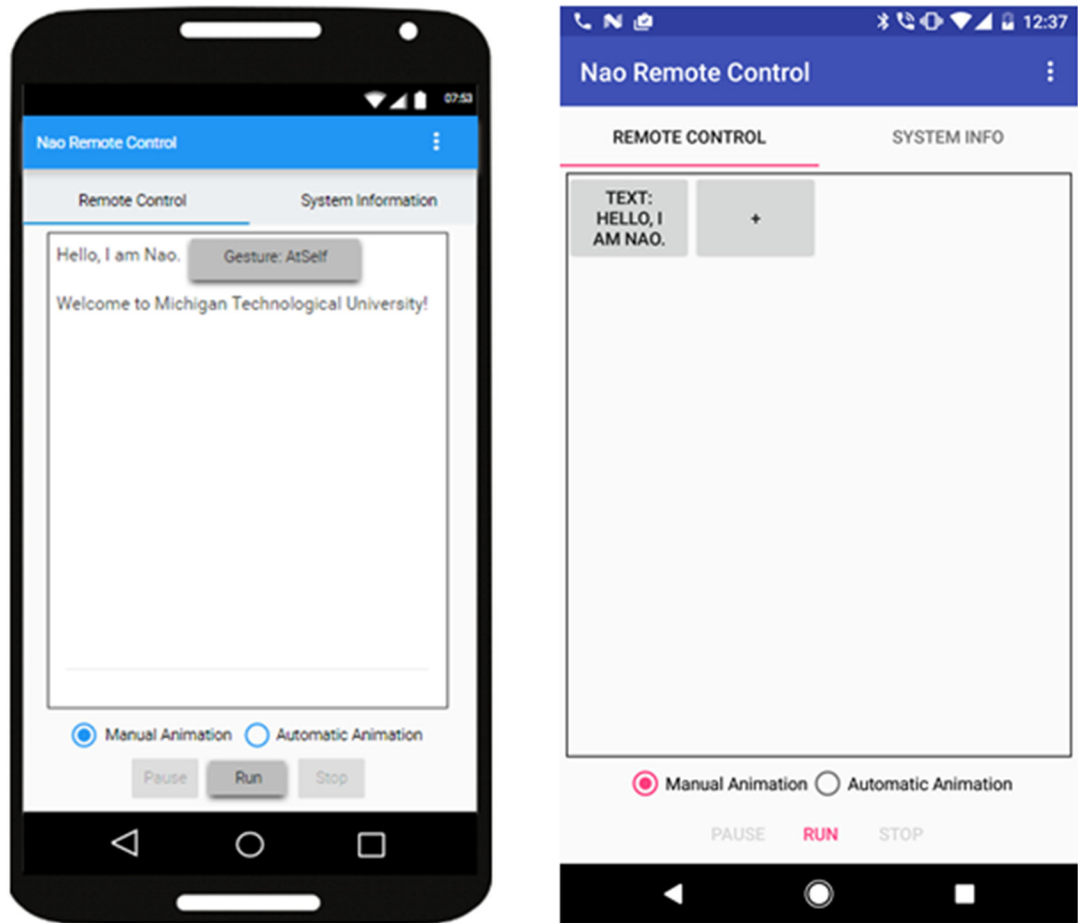 07:53
Nao Remote Control
Remote Control System Information
Hello, I am Nao. Gesture: AtSelf
Welcome to Michigan Technological University!
Manual Animation Automatic Animation
Pause Run Stop
12:37
Nao Remote Control
REMOTE CONTROL SYSTEM INFO
TEXT:
HELLO, I
AM NAO.
+
Manual Animation Automatic Animation
PAUSE RUN STOP